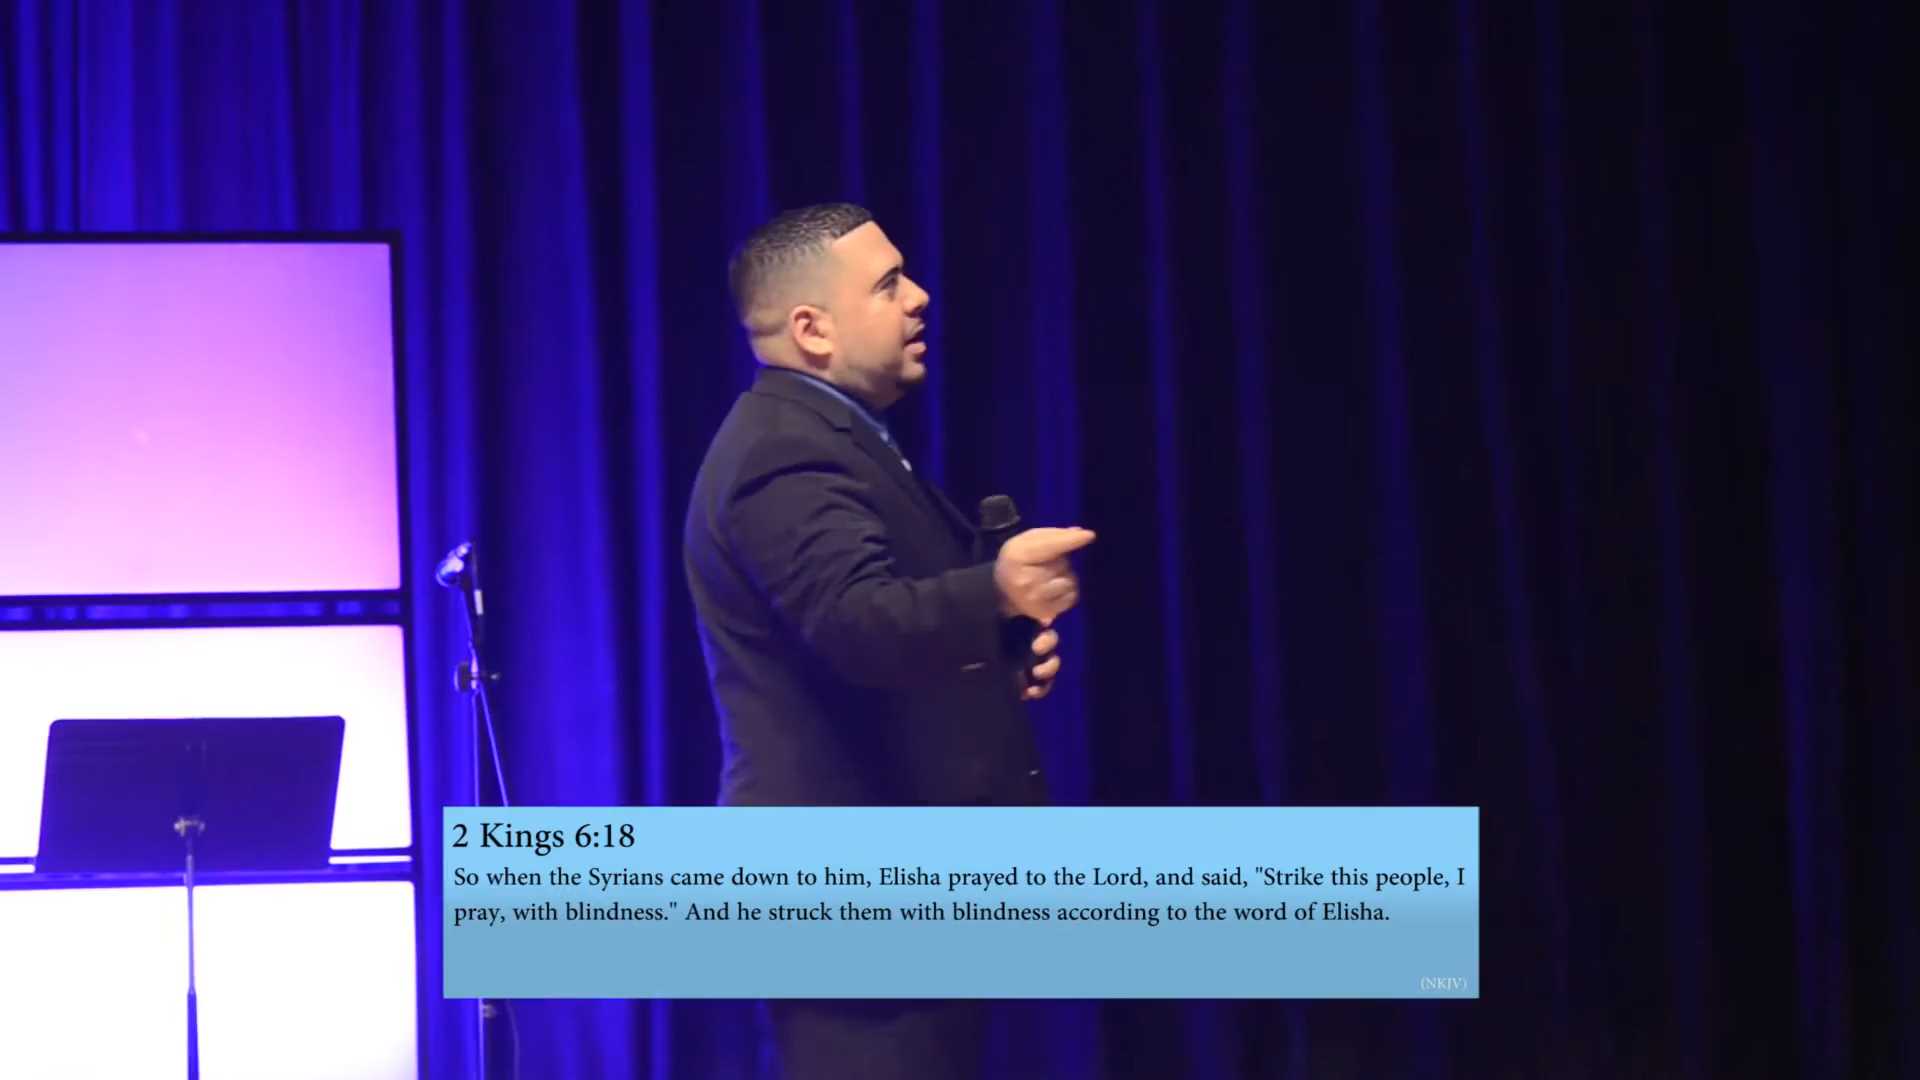 2 Kings 6:18
So when the Syrians came down to him, Elisha prayed to the Lord, and said, "Strike this people, I
pray, with blindness." And he struck them with blindness according to the word of Elisha.
(NKJV)